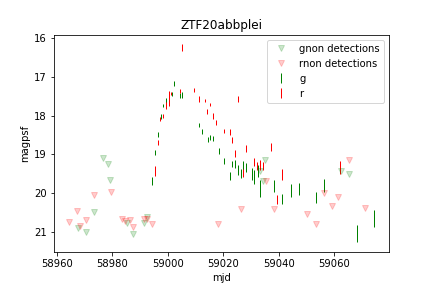 ZTF20abbplei
16
17
18
19
20
21
magpsf
58960
58980
59000
59020
59040
59060
mjd
gnon detections
rnon detections
g
r